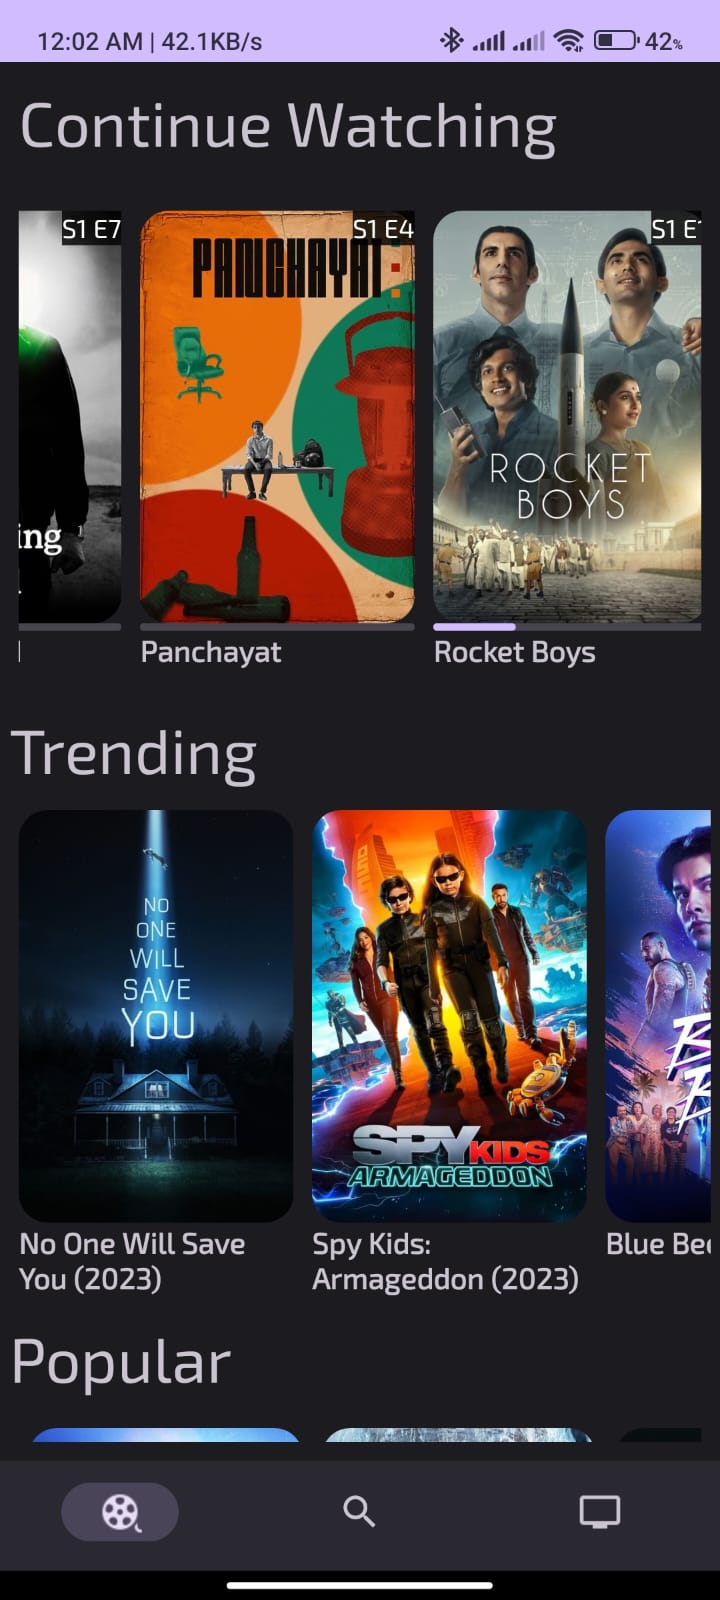 12:02 AM | 42.1KB/s
42%
Continue Watching
S1 E7
S1 E4
S1 E
PANCHAYAT
ing
ROCKET
BOYS
Panchayat
Rocket Boys
Trending
NO
ONE
WILL
SAVE
YOU
SPY KIDS
ARMAGEDDON
No One Will Save
You (2023)
Spy Kids:
Armageddon (2023)
Blue Bee
Popular